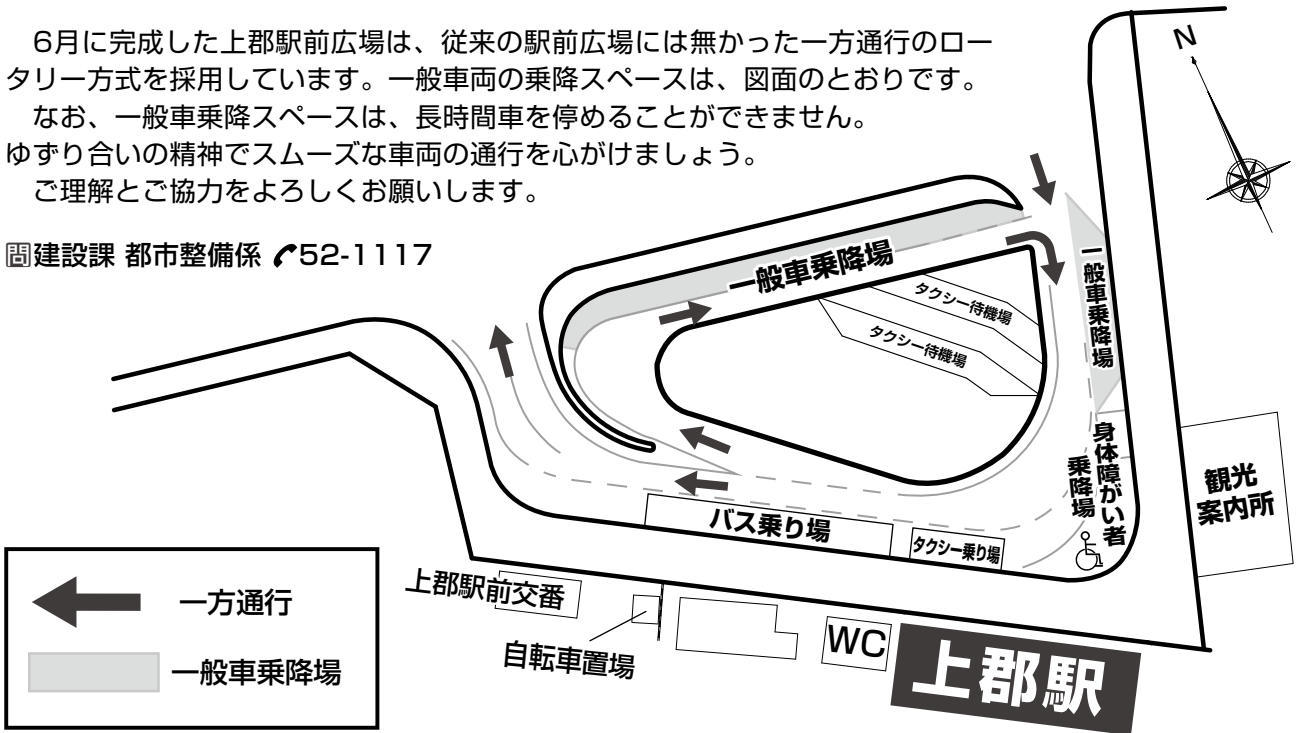 6月に完成した上郡駅前広場は、従来の駅前広場には無かった一方通行のロー
タリー方式を採用しています。一般車両の乗降スペースは、図面のとおりです。
　なお、一般車乗降スペースは、長時間車を停めることができません。
ゆずり合いの精神でスムーズな車両の通行を心がけましょう。
　ご理解とご協力をよろしくお願いします。
問建設課 都市整備係 ✆52-1117
N
一般車乗降場
タクシー待機場
タクシー待機場
一般車乗降場
身体障がい者
乗降場
観光
案内所
バス乗り場
タクシー乗り場
上郡駅前交番
自転車置場
WC
上郡駅
一方通行
一般車乗降場